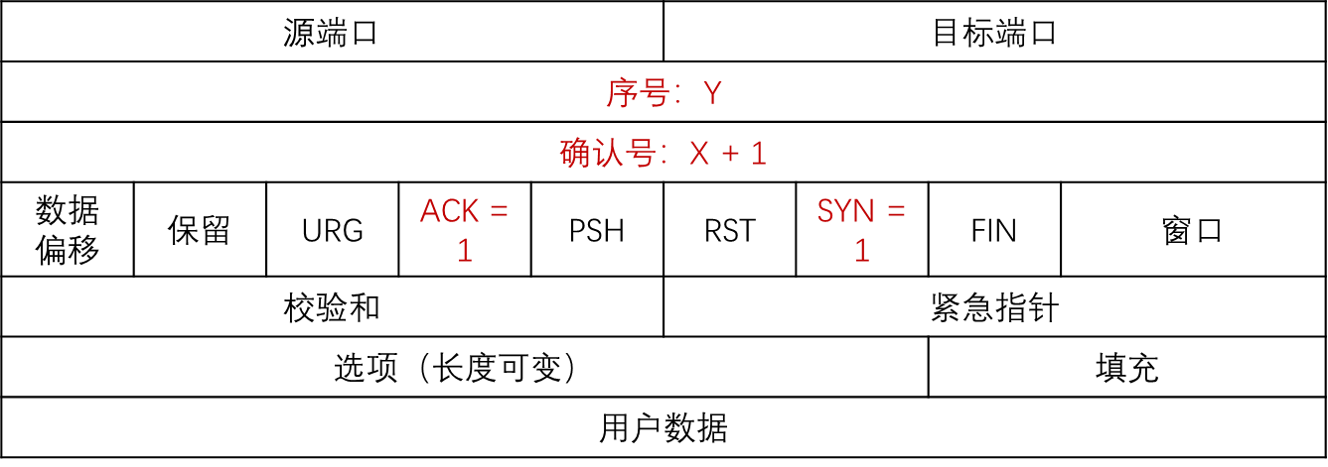 源端口 目标端口
序号：Y
确认号：X + 1
数据偏移 保留 URG ACK = 1 PSH RST SYN = 1 FIN 窗口
校验和 紧急指针
选项（长度可变） 填充
用户数据